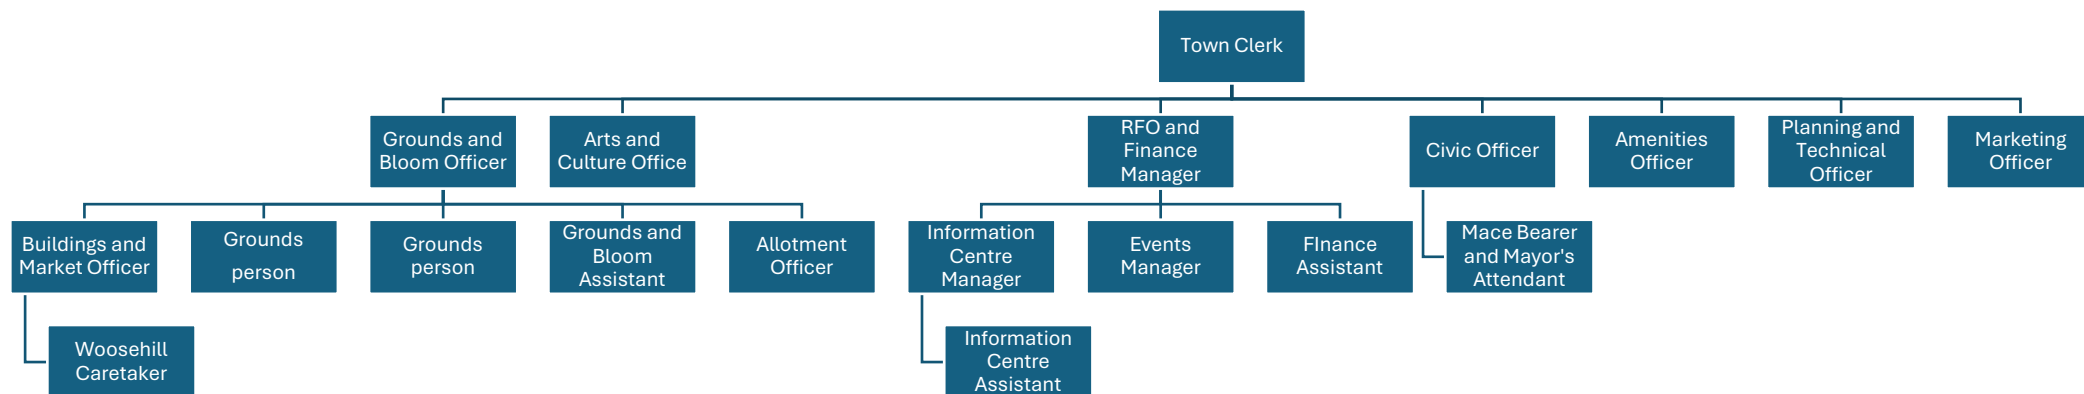 Town Clerk
Grounds and
Bloom Officer
Arts and
Culture Office
RFO and
Finance
Manager
Civic Officer
Amenities
Officer
Planning and
Technical
Officer
Marketing
Officer
Buildings and
Market Officer
Grounds
person
Grounds
person
Grounds and
Bloom
Assistant
Allotment
Officer
Information
Centre
Manager
Events
Manager
FInance
Assistant
Mace Bearer
and Mayor's
Attendant
Woosehill
Caretaker
Information
Centre
Assistant